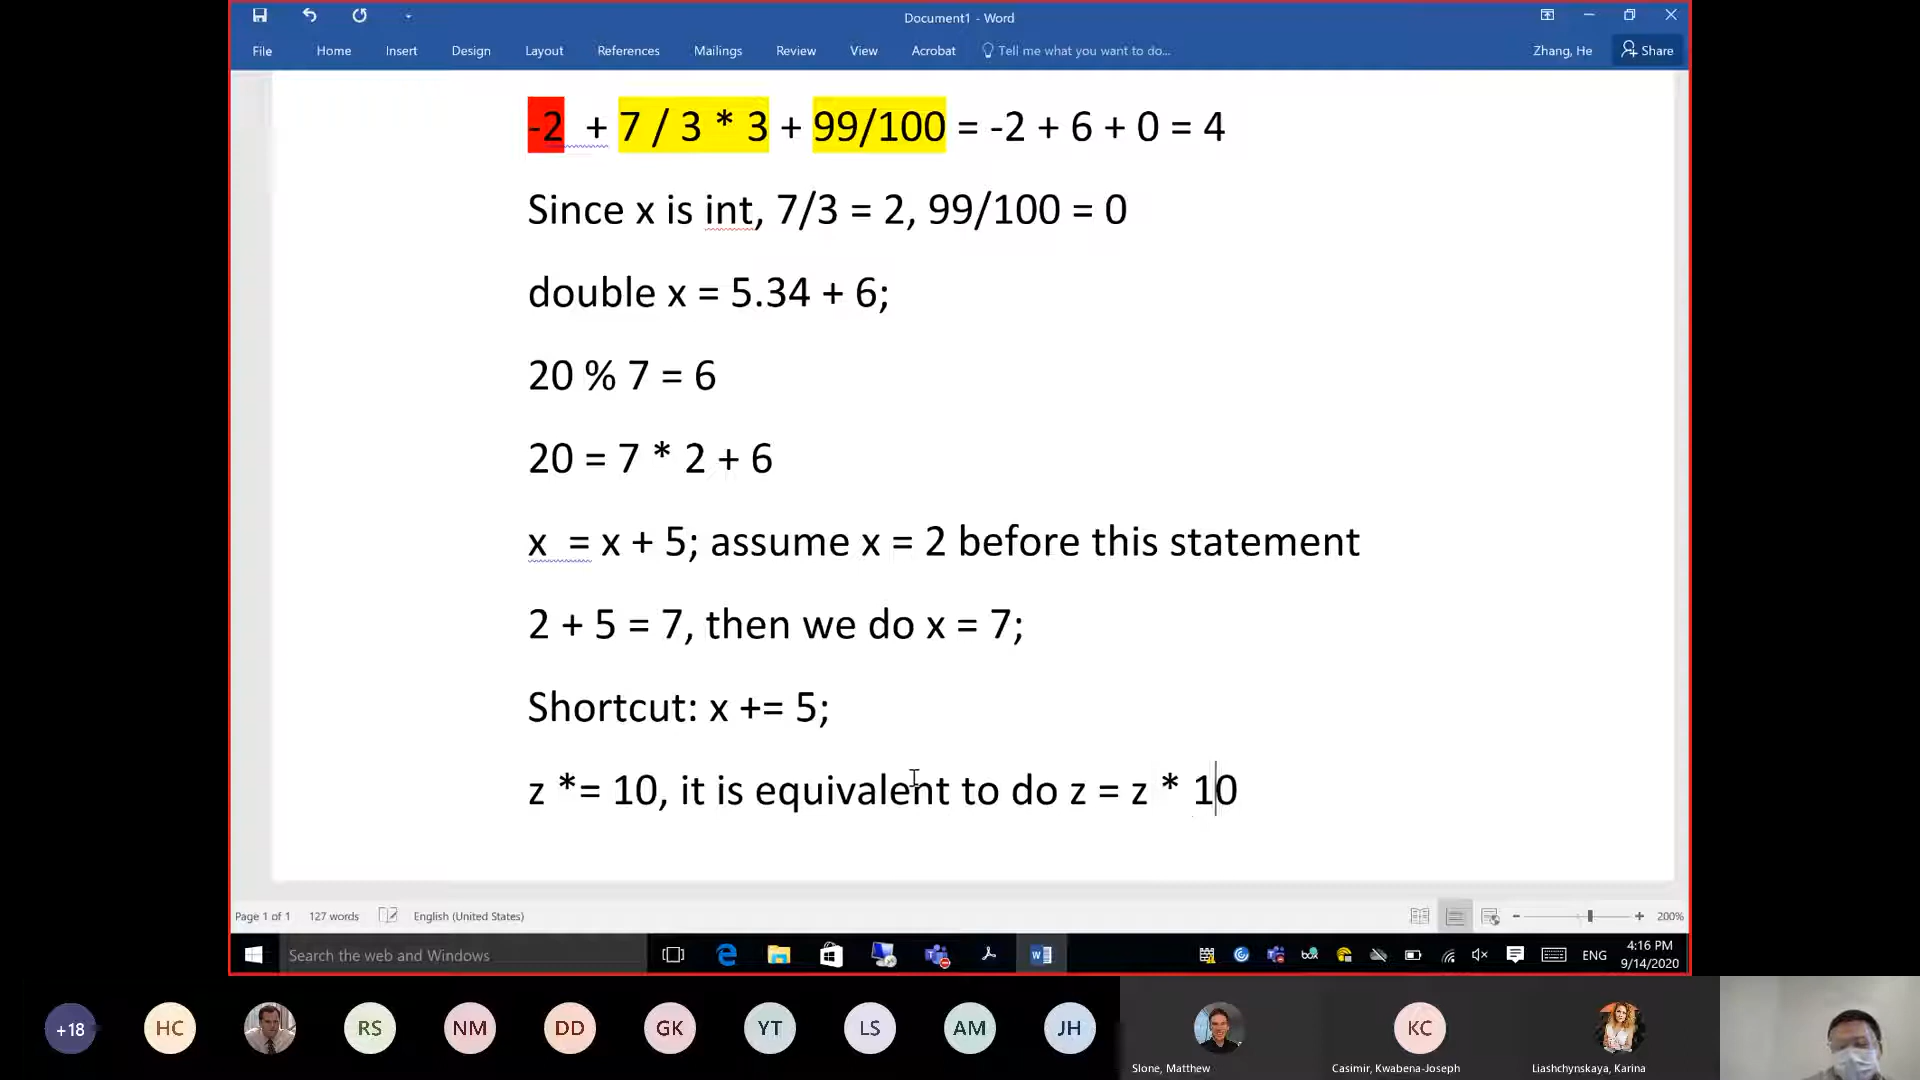 Document1 - Word
File Home Insert Design Layout References Mailings Review View Acrobat Tell me what you want to do... Zhang, He Share
-2 + 7 / 3 * 3 + 99/100 = -2 + 6 + 0 = 4
Since x is int, 7/3 = 2, 99/100 = 0
double x = 5.34 + 6;
20 % 7 = 6
20 = 7 * 2 + 6
x = x + 5; assume x = 2 before this statement
2 + 5 = 7, then we do x = 7;
Shortcut: x += 5;
z *= 10, it is equivalent to do z = z * 10
Page 1 of 1 127 words English (United States) 200%
Search the web and Windows
ENG
4:16 PM
9/14/2020
+18 HC RS NM DD GK YT LS AM JH KC
Slone, Matthew Casimir, Kwabena-Joseph Liashchynskaya, Karina